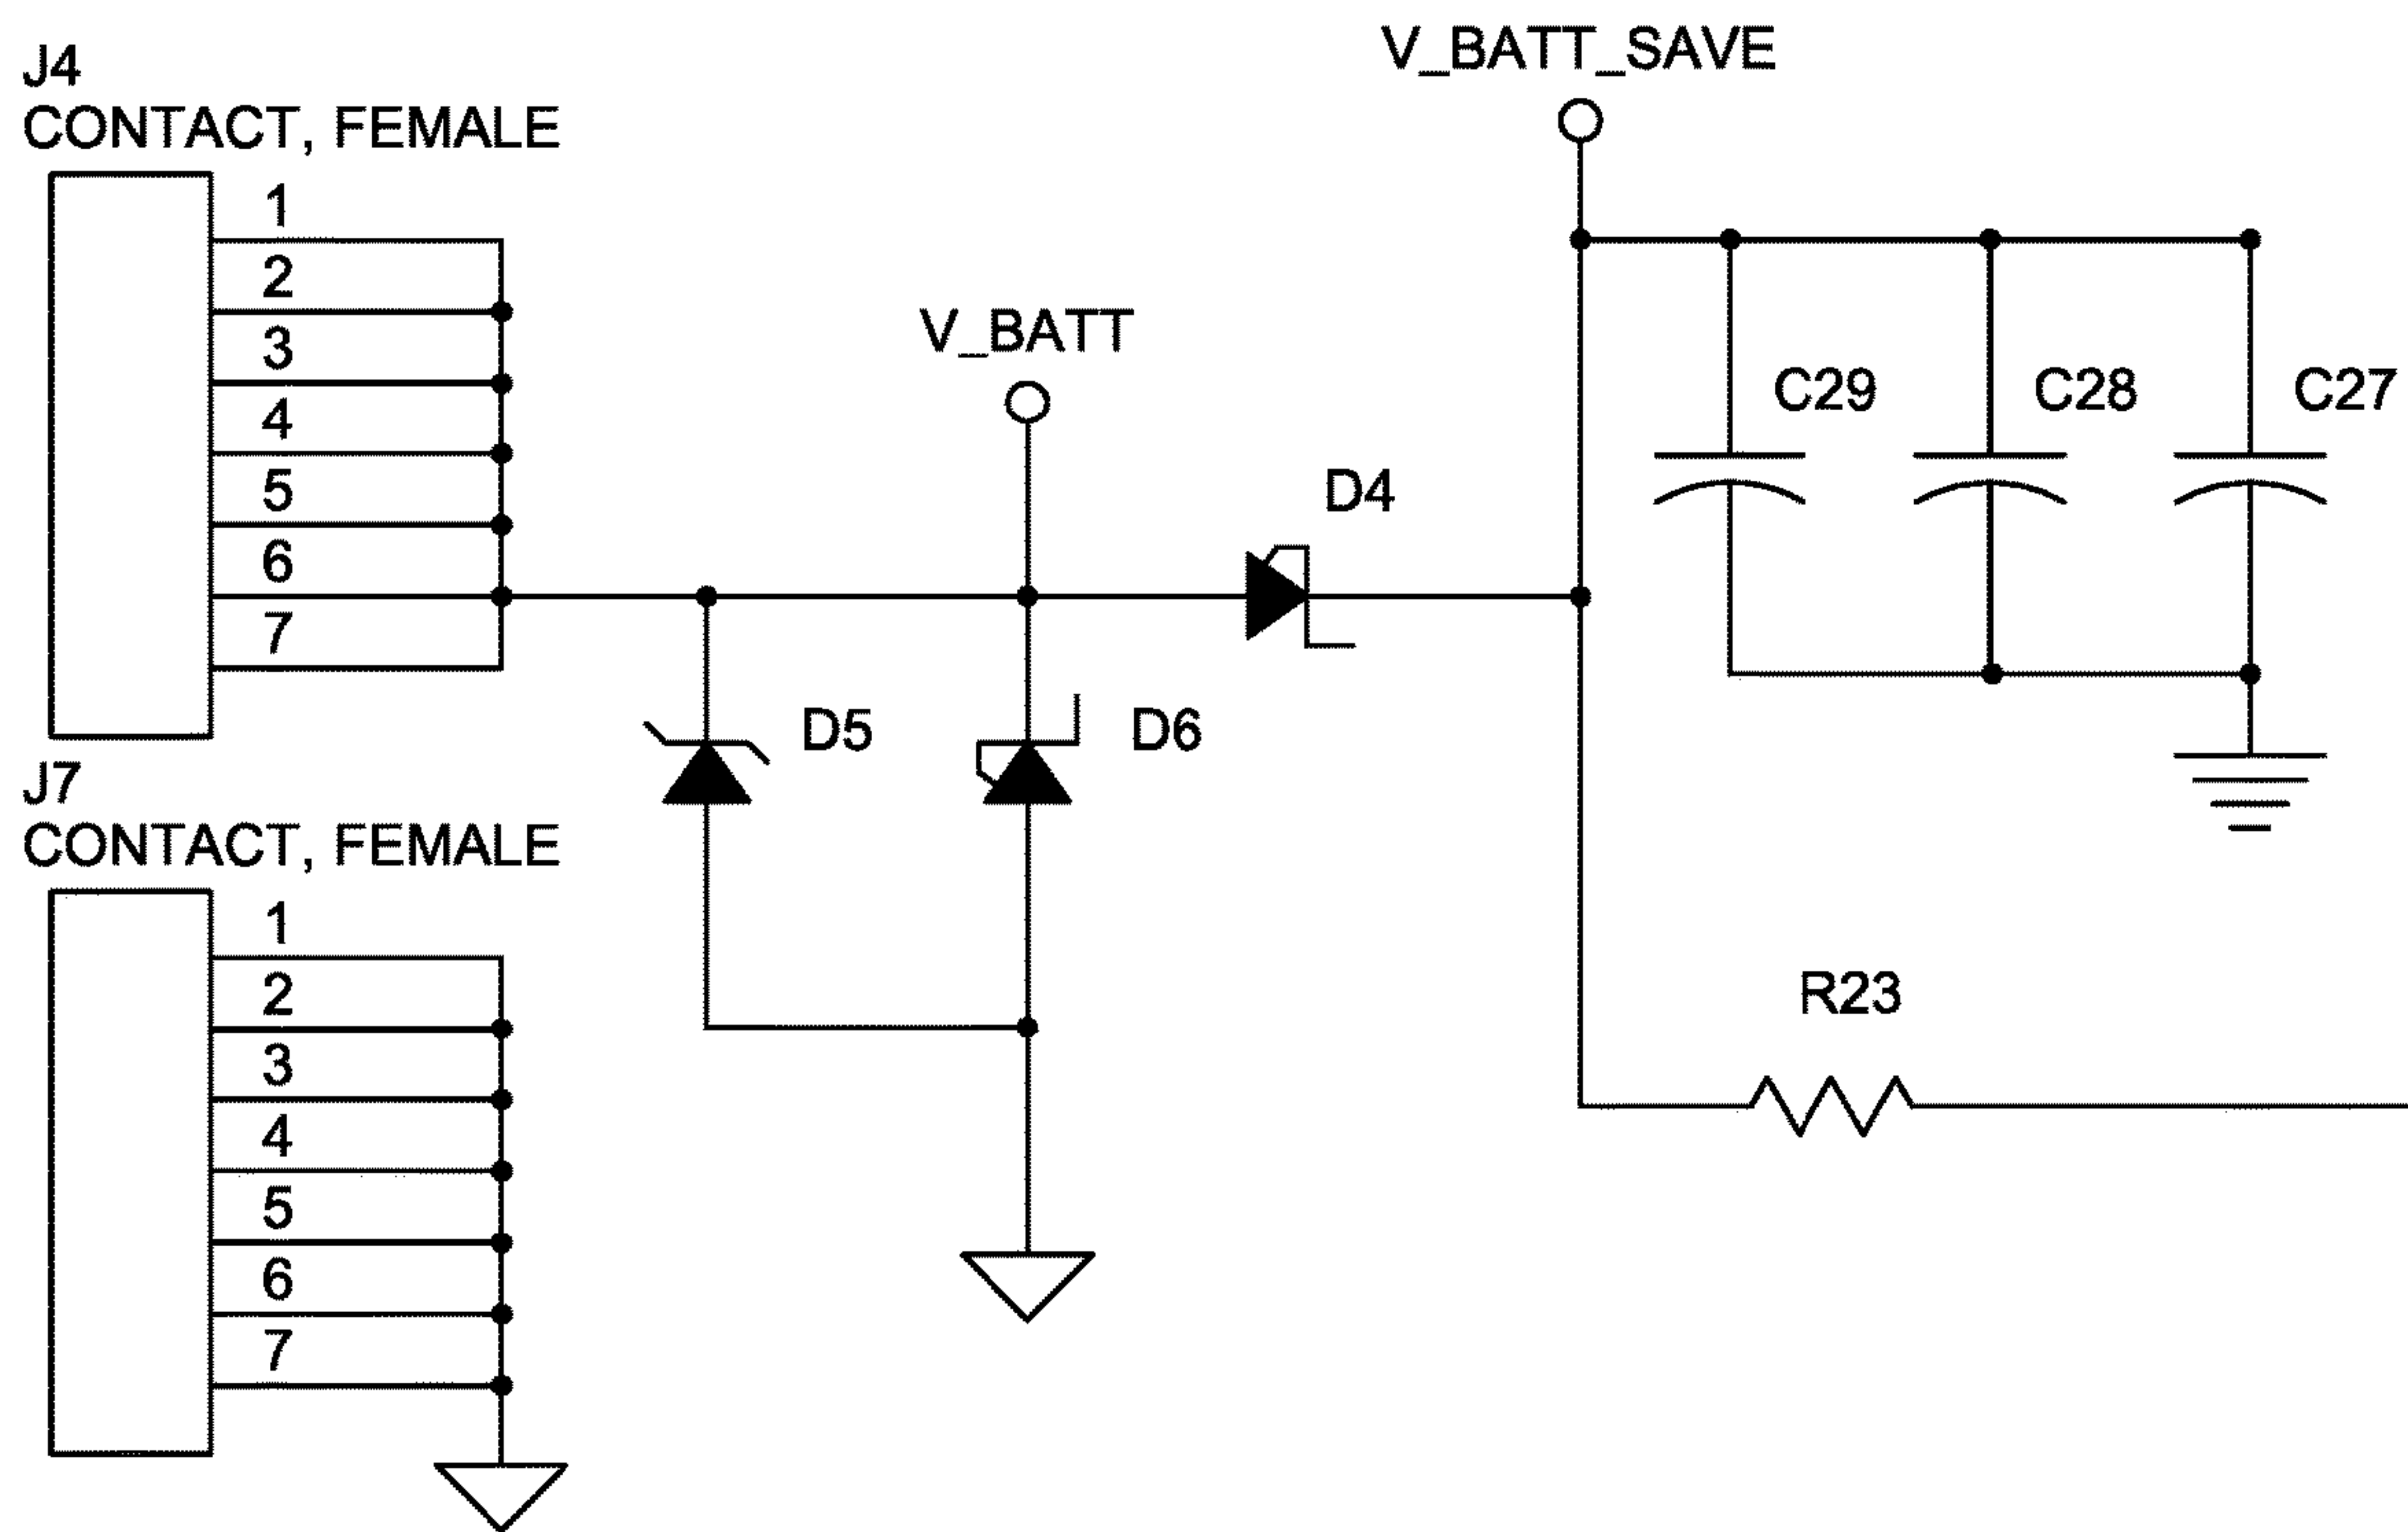 J4
CONTACT, FEMALE
1
2
3
4
5
6
7
J7
CONTACT, FEMALE
1
2
3
4
5
6
7
V_BATT
D5
D6
D4
V_BATT_SAVE
C29
C28
C27
R23